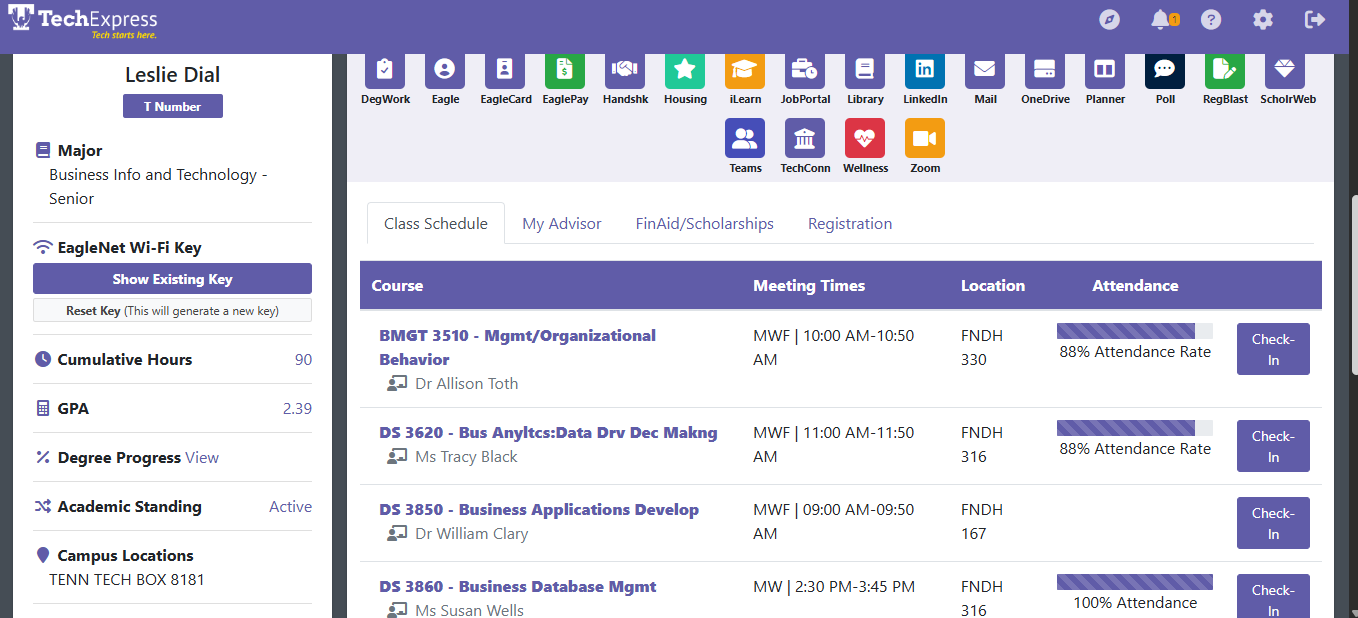 TechExpress
Tech starts here.
1
Leslie Dial
T Number
Major
Business Info and Technology -
Senior
EagleNet Wi-Fi Key
Show Existing Key
Reset Key (This will generate a new key)
Cumulative Hours 90
GPA 2.39
Degree Progress View
Academic Standing Active
Campus Locations
TENN TECH BOX 8181
DegWork Eagle EagleCard EaglePay Handshk Housing iLearn JobPortal Library LinkedIn Mail OneDrive Planner Poll RegBlast ScholrWeb
Teams TechConn Wellness Zoom
Class Schedule My Advisor FinAid/Scholarships Registration
Course Meeting Times Location Attendance
BMGT 3510 - Mgmt/Organizational
Behavior
Dr Allison Toth
MWF | 10:00 AM-10:50
AM
FNDH
330
88% Attendance Rate
Check-
In
DS 3620 - Bus Anyltcs:Data Drv Dec Makng
Ms Tracy Black
MWF | 11:00 AM-11:50
AM
FNDH
316
88% Attendance Rate
Check-
In
DS 3850 - Business Applications Develop
Dr William Clary
MWF | 09:00 AM-09:50
AM
FNDH
167
Check-
In
DS 3860 - Business Database Mgmt
Ms Susan Wells
MW | 2:30 PM-3:45 PM
FNDH
316
100% Attendance
Check-
In